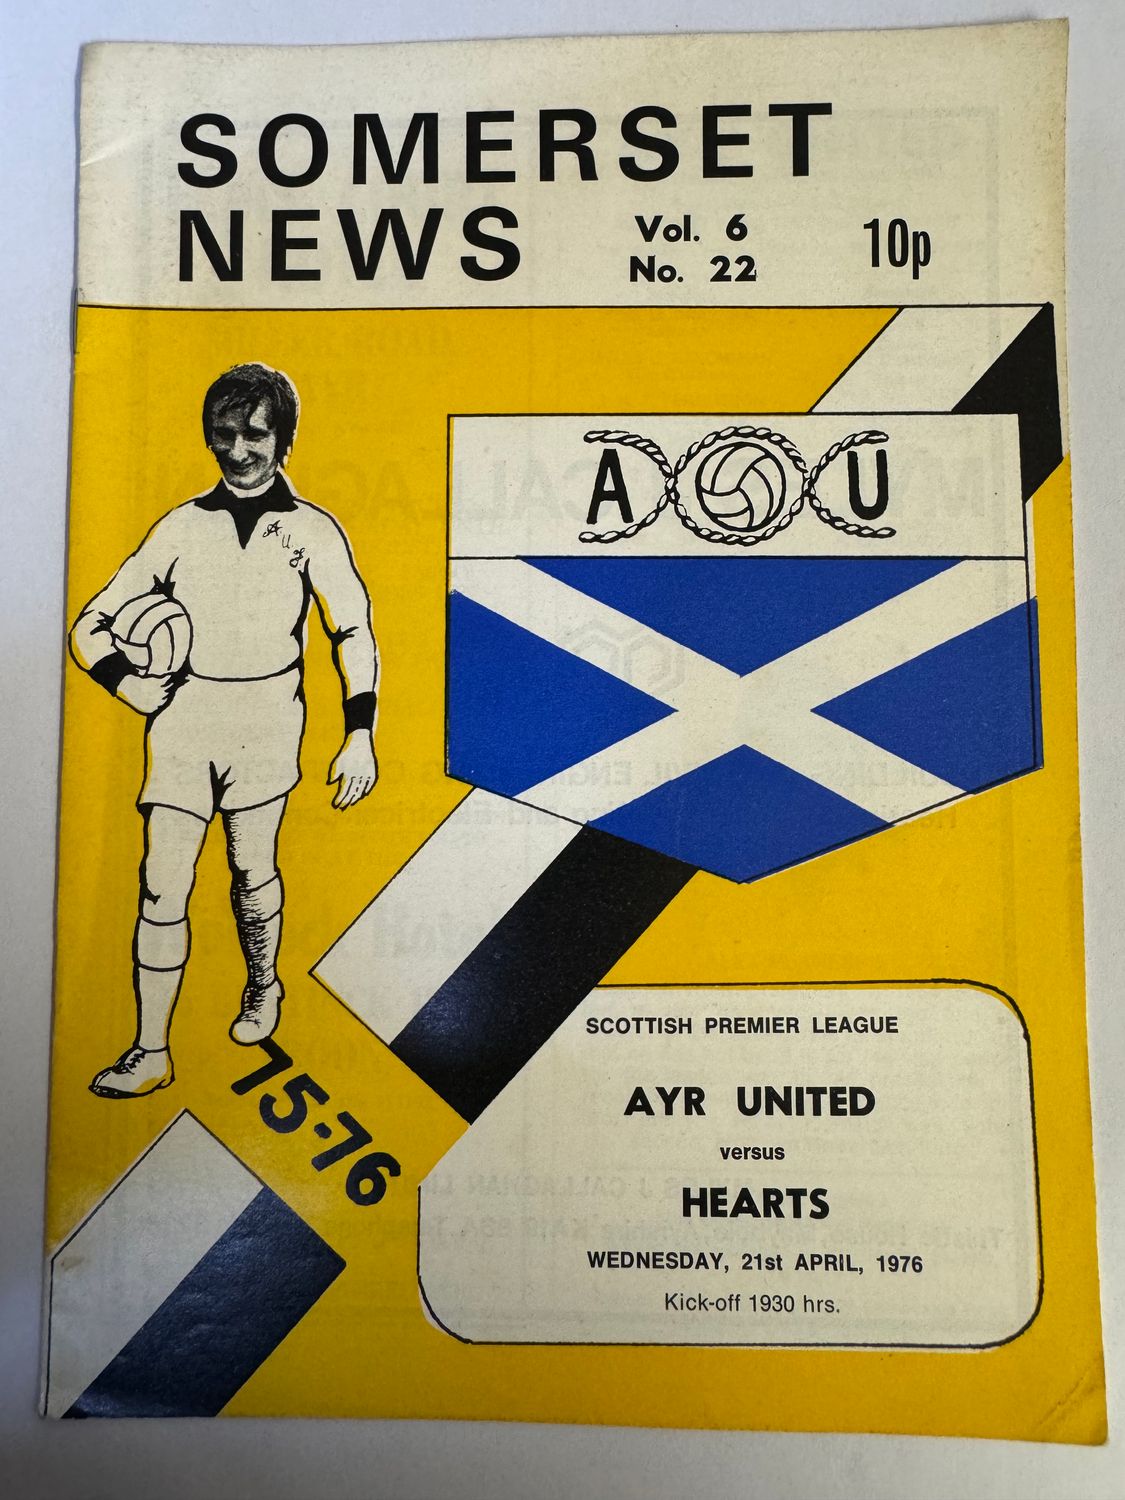 SOMERSET
NEWS
Vol. 6
No. 22
10p
A U
A U F
75-76
SCOTTISH PREMIER LEAGUE
AYR UNITED
versus
HEARTS
WEDNESDAY, 21st APRIL, 1976
Kick-off 1930 hrs.